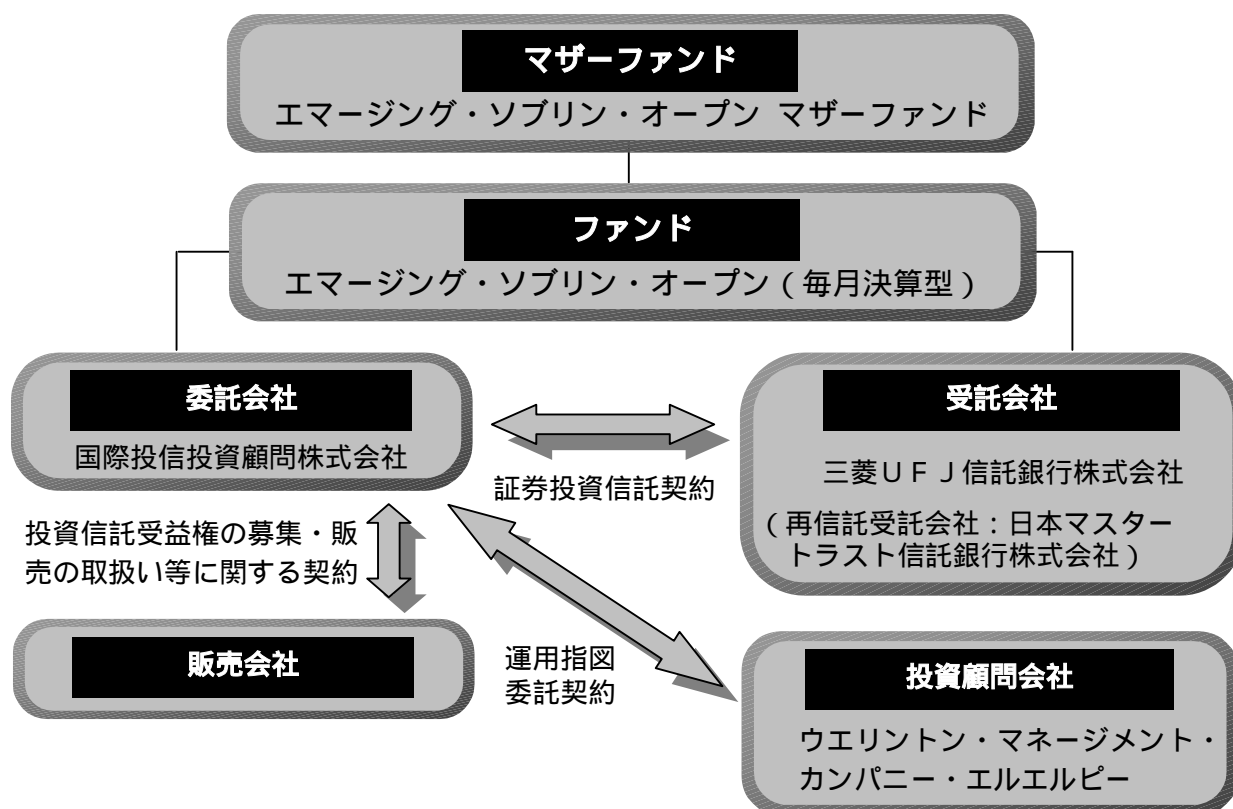 マザーファンド
エマージング・ソブリン・オープン マザーファンド
ファンド
エマージング・ソブリン・オープン（毎月決算型）
委託会社
国際投信投資顧問株式会社
証券投資信託契約
受託会社
三菱ＵＦＪ信託銀行株式会社
（再信託受託会社：日本マスター
トラスト信託銀行株式会社）
投資信託受益権の募集・販
売の取扱い等に関する契約
販売会社
運用指図
委託契約
投資顧問会社
ウエリントン・マネージメント・
カンパニー・エルエルピー